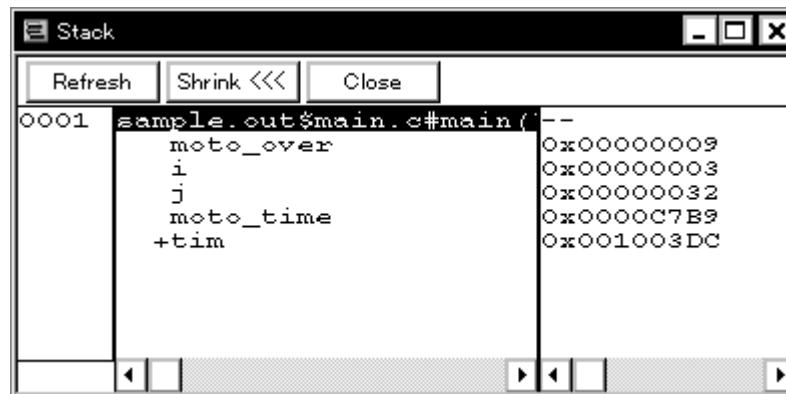 Stack
Refresh Shrink <<< Close
0001 sample.out$main.c#main( --
moto_over 0x00000009
i 0x00000003
j 0x00000032
moto_time 0x0000C7B9
+tim 0x001003DC